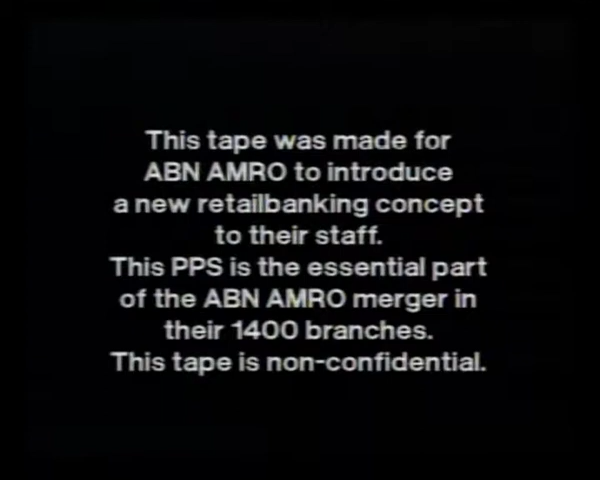 This tape was made for
ABN AMRO to introduce
a new retailbanking concept
to their staff.
This PPS is the essential part
of the ABN AMRO merger in
their 1400 branches.
This tape is non-confidential.